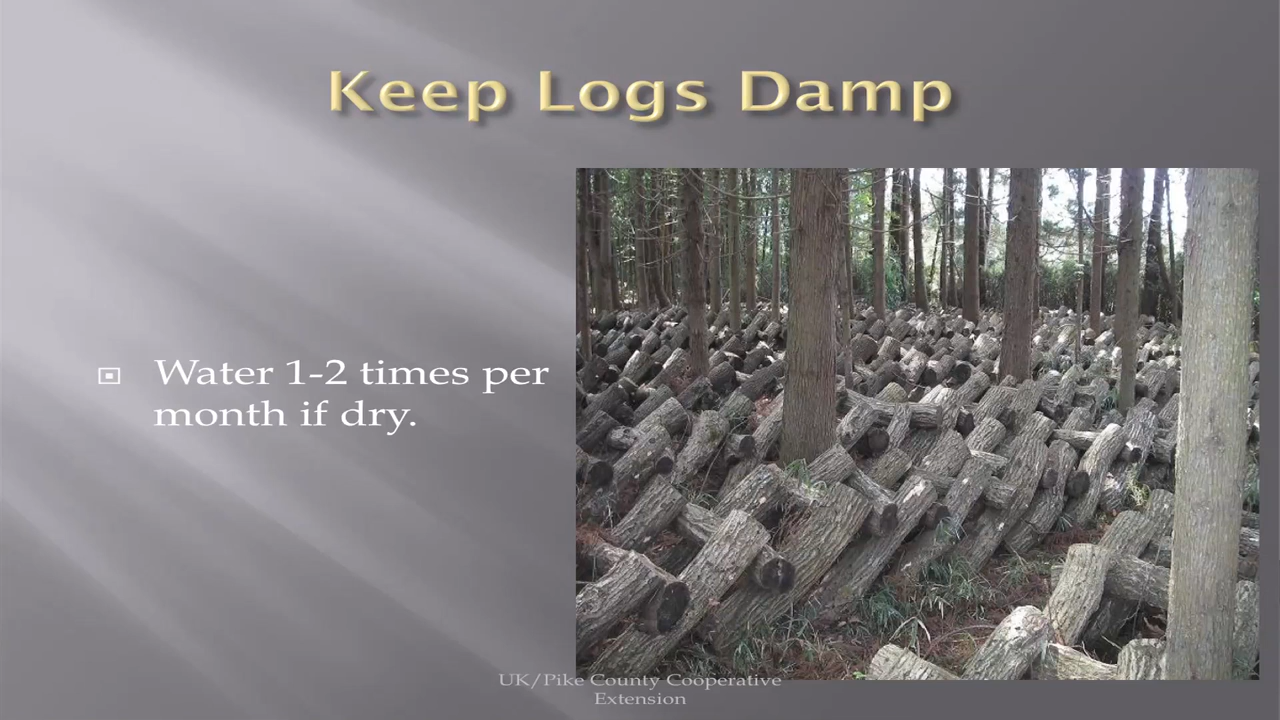 Keep Logs Damp
Water 1-2 times per
month if dry.
UK/Pike County Cooperative
Extension